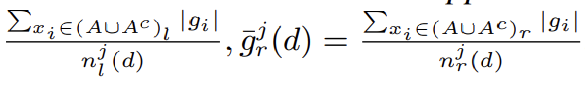 \frac{\sum_{x_i \in (A \cup A^c)_l} |g_i|}{n_l^j(d)}, \bar{g}_r^j(d) = \frac{\sum_{x_i \in (A \cup A^c)_r} |g_i|}{n_r^j(d)}